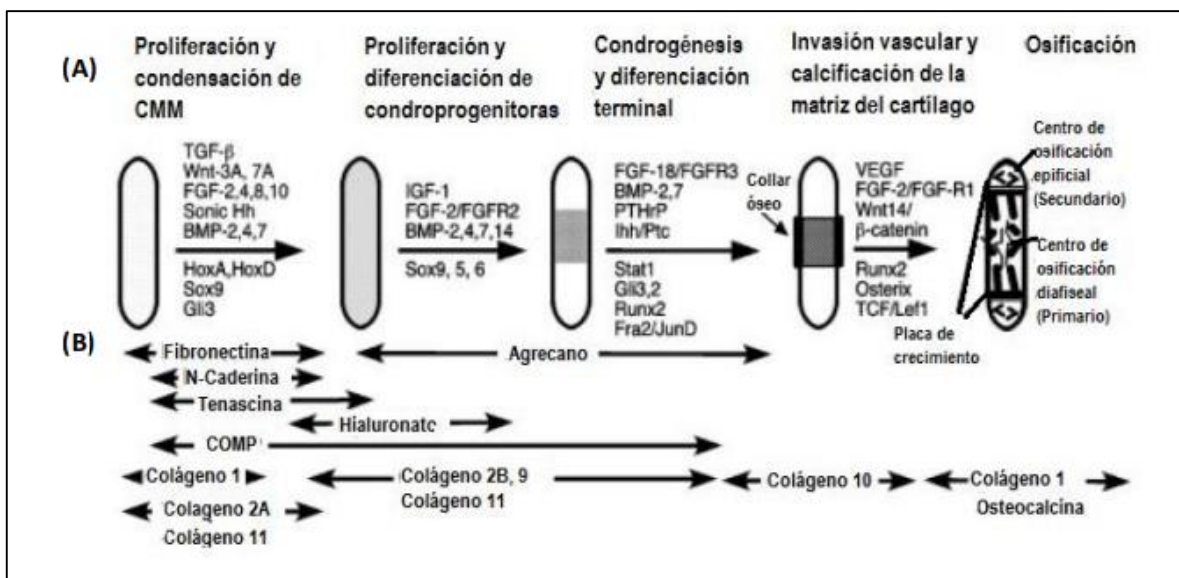 (A)
Proliferación y
condensación de
CMM
Proliferación y
diferenciación de
condroprogenitoras
Condrogénesis
y diferenciación
terminal
Invasión vascular y
calcificación de la
matriz del cartílago
Osificación
TGF-β
Wnt-3A, 7A
FGF-2,4,8,10
Sonic Hh
BMP-2,4,7
HoxA,HoxD
Sox9
Gli3
IGF-1
FGF-2/FGFR2
BMP-2,4,7,14
Sox9, 5, 6
FGF-18/FGFR3
BMP-2,7
PTHrP
Ihh/Ptc
Stat1
Gli3,2
Runx2
Fra2/JunD
Collar
óseo
VEGF
FGF-2/FGF-R1
Wnt14/
β-catenin
Runx2
Osterix
TCF/Lef1
Centro de
osificación
epificial
(Secundario)
Centro de
osificación
diafiseal
(Primario)
Placa de
crecimiento
(B)
Fibronectina
Agrecano
N-Caderina
Tenascina
Hialuronatc
COMP
Colágeno 1
Colágeno 2B, 9
Colágeno 11
Colágeno 10
Colágeno 1
Osteocalcina
Colageno 2A
Colágeno 11